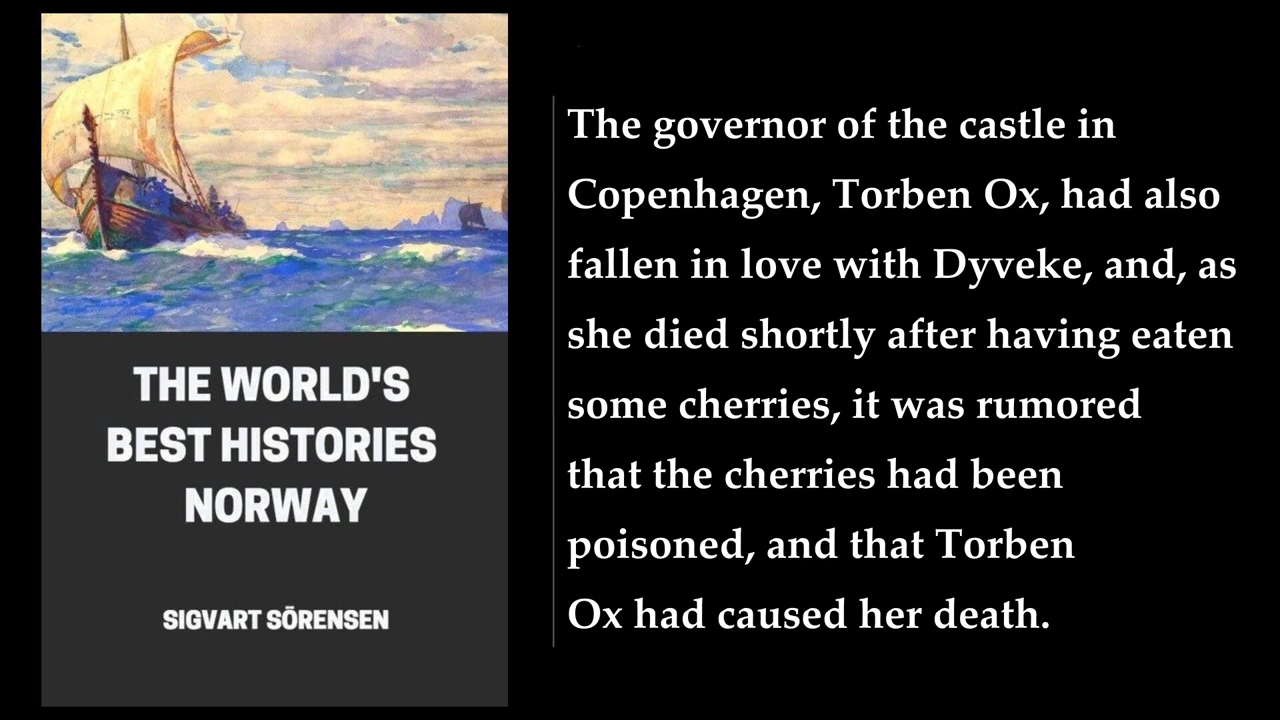 THE WORLD'S
BEST HISTORIES
NORWAY
SIGVART SÖRENSEN
The governor of the castle in
Copenhagen, Torben Ox, had also
fallen in love with Dyveke, and, as
she died shortly after having eaten
some cherries, it was rumored
that the cherries had been
poisoned, and that Torben
Ox had caused her death.